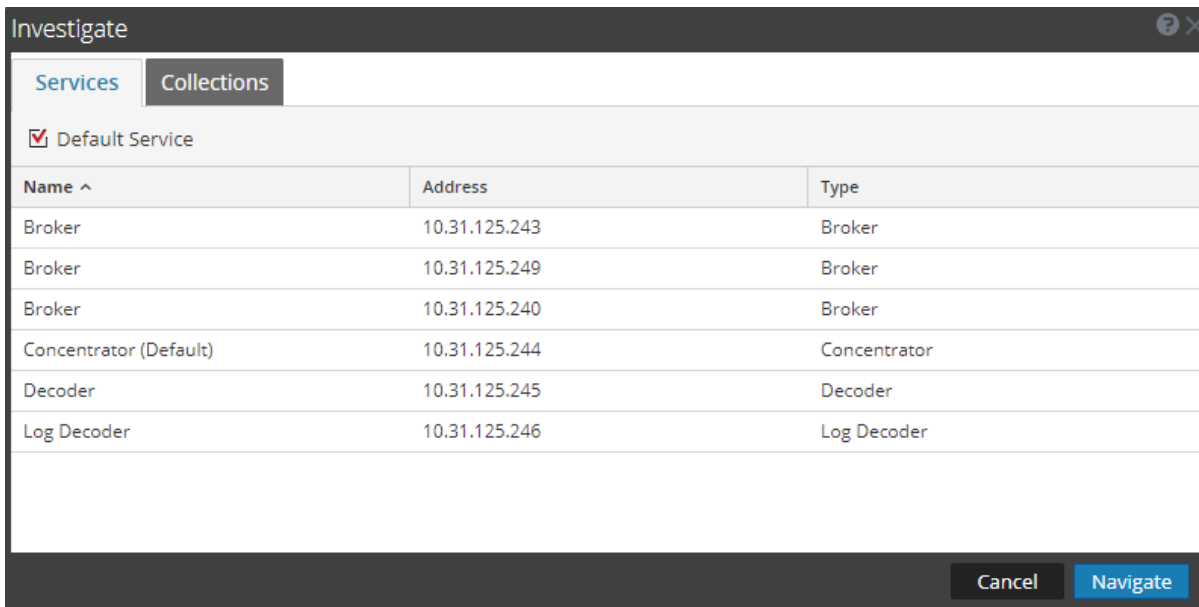 Investigate
Services Collections
Default Service
Name Address Type
Broker 10.31.125.243 Broker
Broker 10.31.125.249 Broker
Broker 10.31.125.240 Broker
Concentrator (Default) 10.31.125.244 Concentrator
Decoder 10.31.125.245 Decoder
Log Decoder 10.31.125.246 Log Decoder
Cancel Navigate